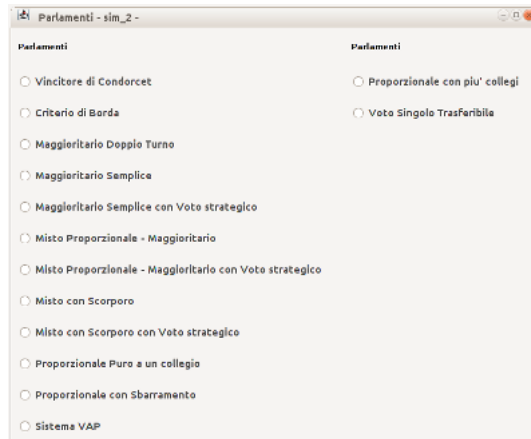 Parlamenti - sim_2 -
Parlamenti
Vincitore di Condorcet
Criterio di Borda
Maggioritario Doppio Turno
Maggioritario Semplice
Maggioritario Semplice con Voto strategico
Misto Proporzionale - Maggioritario
Misto Proporzionale - Maggioritario con Voto strategico
Misto con Scorporo
Misto con Scorporo con Voto strategico
Proporzionale Puro a un collegio
Proporzionale con Sbarramento
Sistema VAP
Parlamenti
Proporzionale con piu' collegi
Voto Singolo Trasferibile